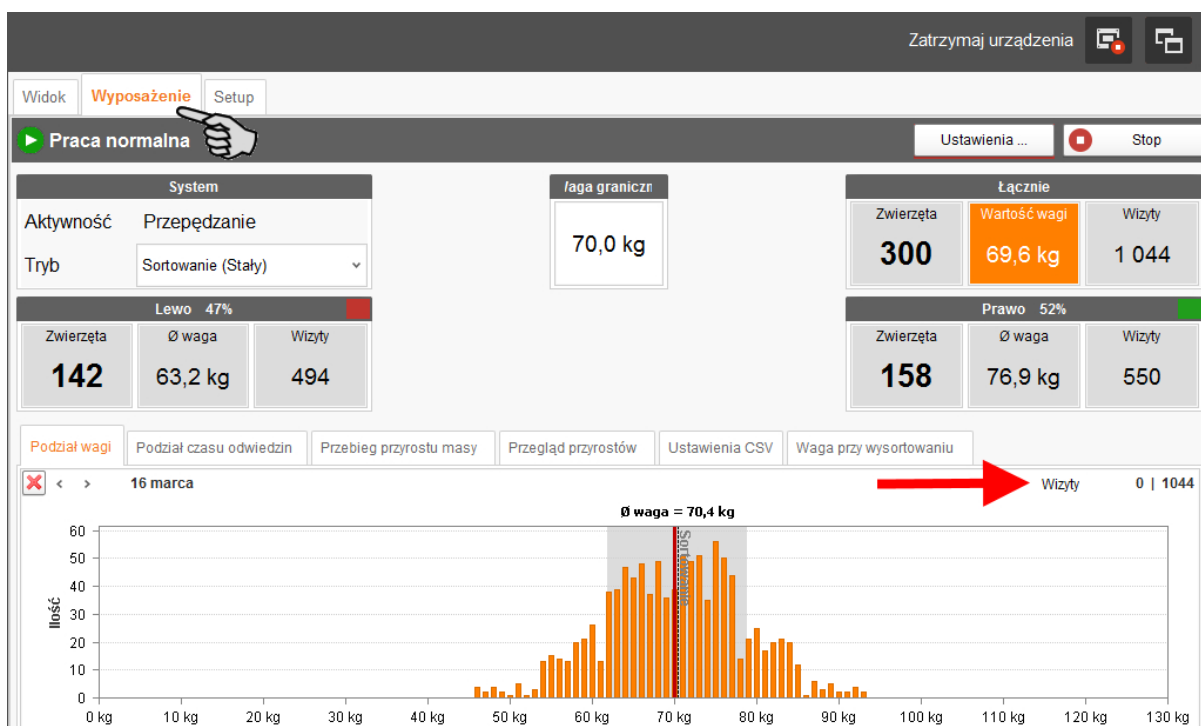 Zatrzymaj urządzenia
Widok Wyposażenie Setup
Praca normalna Ustawienia ... Stop
System
Aktywność Przepędzanie
Tryb Sortowanie (Stały)
/aga graniczn
70,0 kg
Łącznie
Zwierzęta Wartość wagi Wizyty
300 69,6 kg 1 044
Lewo 47%
Zwierzęta Ø waga Wizyty
142 63,2 kg 494
Prawo 52%
Zwierzęta Ø waga Wizyty
158 76,9 kg 550
Podział wagi Podział czasu odwiedzin Przebieg przyrostu masy Przegląd przyrostów Ustawienia CSV Waga przy wysortowaniu
< > 16 marca Wizyty 0 | 1044
Ø waga = 70,4 kg
Sortowanie
Ilość
60
50
40
30
20
10
0
0 kg 10 kg 20 kg 30 kg 40 kg 50 kg 60 kg 70 kg 80 kg 90 kg 100 kg 110 kg 120 kg 130 kg